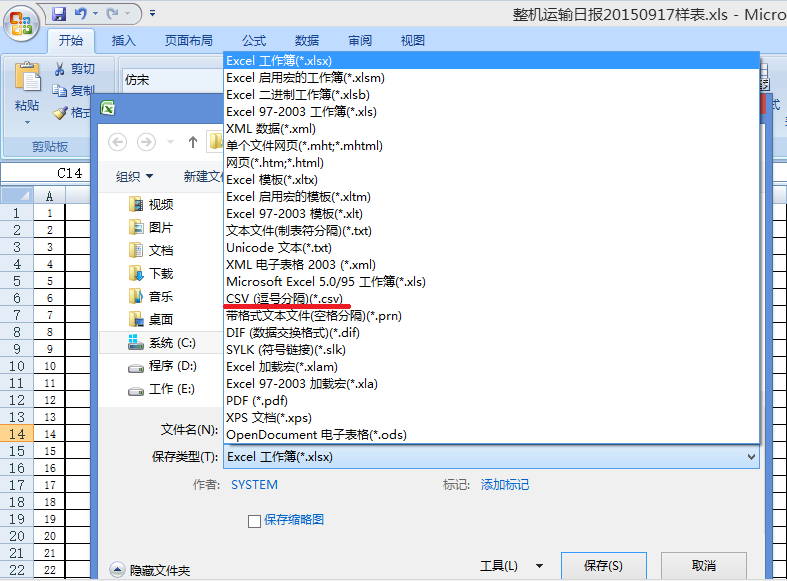 整机运输日报20150917样表.xls - Micro
开始 插入 页面布局 公式 数据 审阅 视图
剪切
复制
格式
粘贴
剪贴板
仿宋
C14
A
组织 新建文件
视频
图片
文档
下载
音乐
桌面
系统 (C:)
程序 (D:)
工作 (E:)
Excel 工作簿(*.xlsx)
Excel 启用宏的工作簿(*.xlsm)
Excel 二进制工作簿(*.xlsb)
Excel 97-2003 工作簿(*.xls)
XML 数据(*.xml)
单个文件网页(*.mht;*.mhtml)
网页(*.htm;*.html)
Excel 模板(*.xltx)
Excel 启用宏的模板(*.xltm)
Excel 97-2003 模板(*.xlt)
文本文件(制表符分隔)(*.txt)
Unicode 文本(*.txt)
XML 电子表格 2003 (*.xml)
Microsoft Excel 5.0/95 工作簿(*.xls)
CSV (逗号分隔)(*.csv)
带格式文本文件(空格分隔)(*.prn)
DIF (数据交换格式)(*.dif)
SYLK (符号链接)(*.slk)
Excel 加载宏(*.xlam)
Excel 97-2003 加载宏(*.xla)
PDF (*.pdf)
XPS 文档(*.xps)
OpenDocument 电子表格(*.ods)
文件名(N):
保存类型(T): Excel 工作簿(*.xlsx)
作者: SYSTEM 标记: 添加标记
保存缩略图
隐藏文件夹 工具(L) 保存(S) 取消
1 1
2 2
3 3
4 4
5 5
6 6
7 7
8 8
9 9
10 10
11 11
12 12
13 13
14 14
15 15
16 16
17 17
18 18
19 19
20 20
21 21
22 22